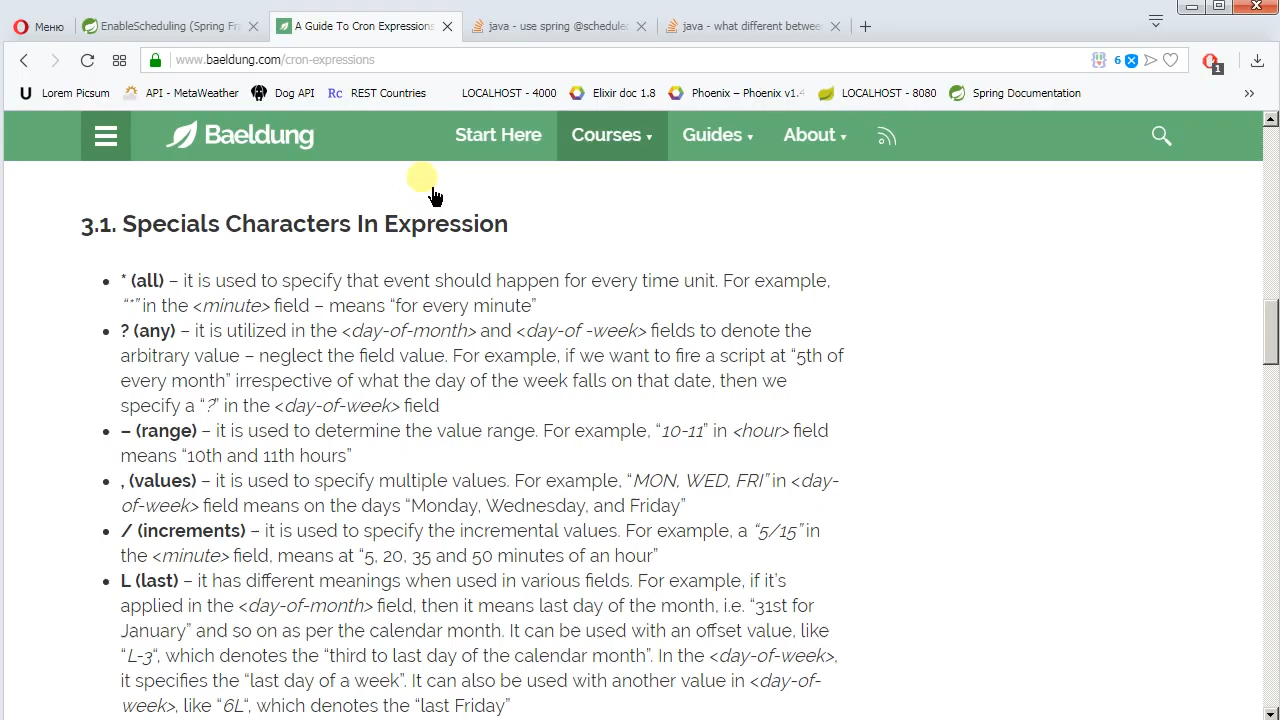 Меню
EnableScheduling (Spring Fr
A Guide To Cron Expressions
java - use spring @schedule
java - what different betwee
www.baeldung.com/cron-expressions
6
1
U Lorem Picsum
API - MetaWeather
Dog API
Rc REST Countries
LOCALHOST - 4000
Elixir doc 1.8
Phoenix – Phoenix v1.4
LOCALHOST - 8080
Spring Documentation
»
Baeldung
Start Here
Courses
Guides
About
3.1. Specials Characters In Expression
* (all) – it is used to specify that event should happen for every time unit. For example,
“*” in the <minute> field – means “for every minute”
? (any) – it is utilized in the <day-of-month> and <day-of -week> fields to denote the
arbitrary value – neglect the field value. For example, if we want to fire a script at “5th of
every month” irrespective of what the day of the week falls on that date, then we
specify a “?” in the <day-of-week> field
– (range) – it is used to determine the value range. For example, “10-11” in <hour> field
means “10th and 11th hours”
, (values) – it is used to specify multiple values. For example, “MON, WED, FRI” in <day-
of-week> field means on the days “Monday, Wednesday, and Friday”
/ (increments) – it is used to specify the incremental values. For example, a “5/15” in
the <minute> field, means at “5, 20, 35 and 50 minutes of an hour”
L (last) – it has different meanings when used in various fields. For example, if it's
applied in the <day-of-month> field, then it means last day of the month, i.e. “31st for
January” and so on as per the calendar month. It can be used with an offset value, like
“L-3“, which denotes the “third to last day of the calendar month”. In the <day-of-week>,
it specifies the “last day of a week”. It can also be used with another value in <day-of-
week>, like “6L“, which denotes the “last Friday”